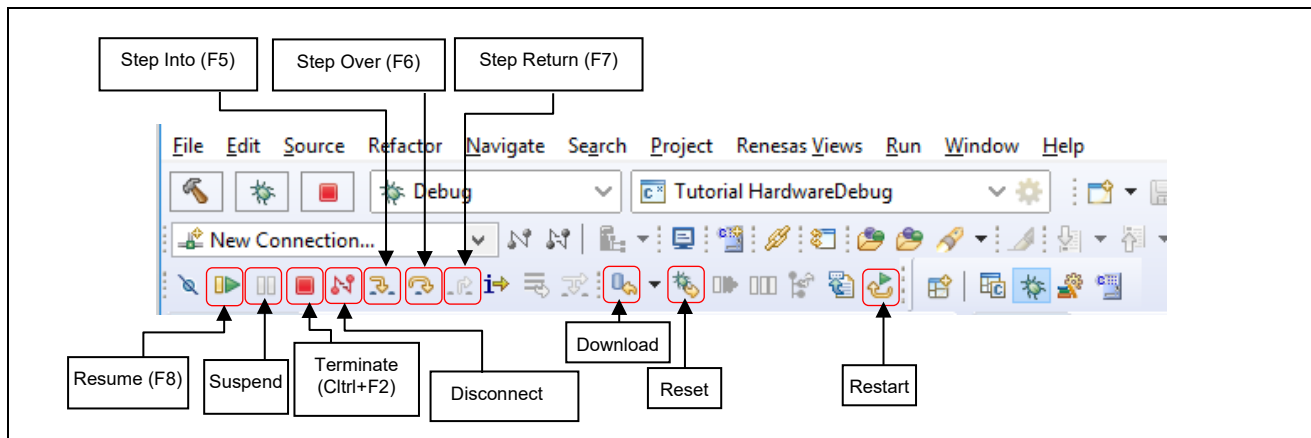 Step Into (F5)
Step Over (F6)
Step Return (F7)
File Edit Source Refactor Navigate Search Project Renesas Views Run Window Help
Debug
Tutorial HardwareDebug
New Connection...
Resume (F8)
Suspend
Terminate
(Cltrl+F2)
Disconnect
Download
Reset
Restart